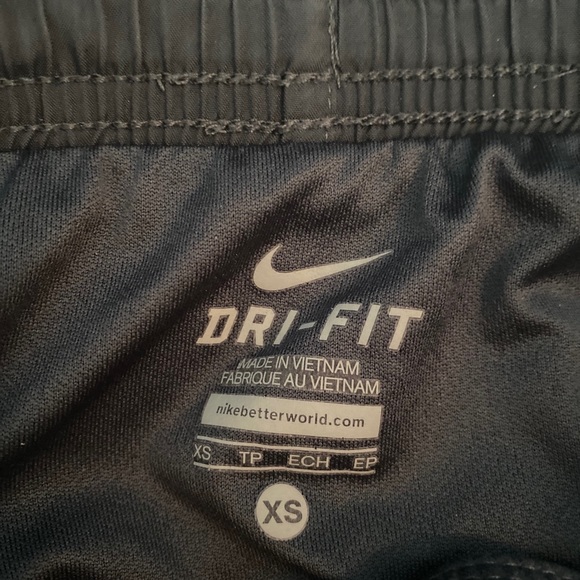 DRI-FIT
MADE IN VIETNAM
FABRIQUE AU VIETNAM
nikebetterworld.com
XS TP ECH EP
XS